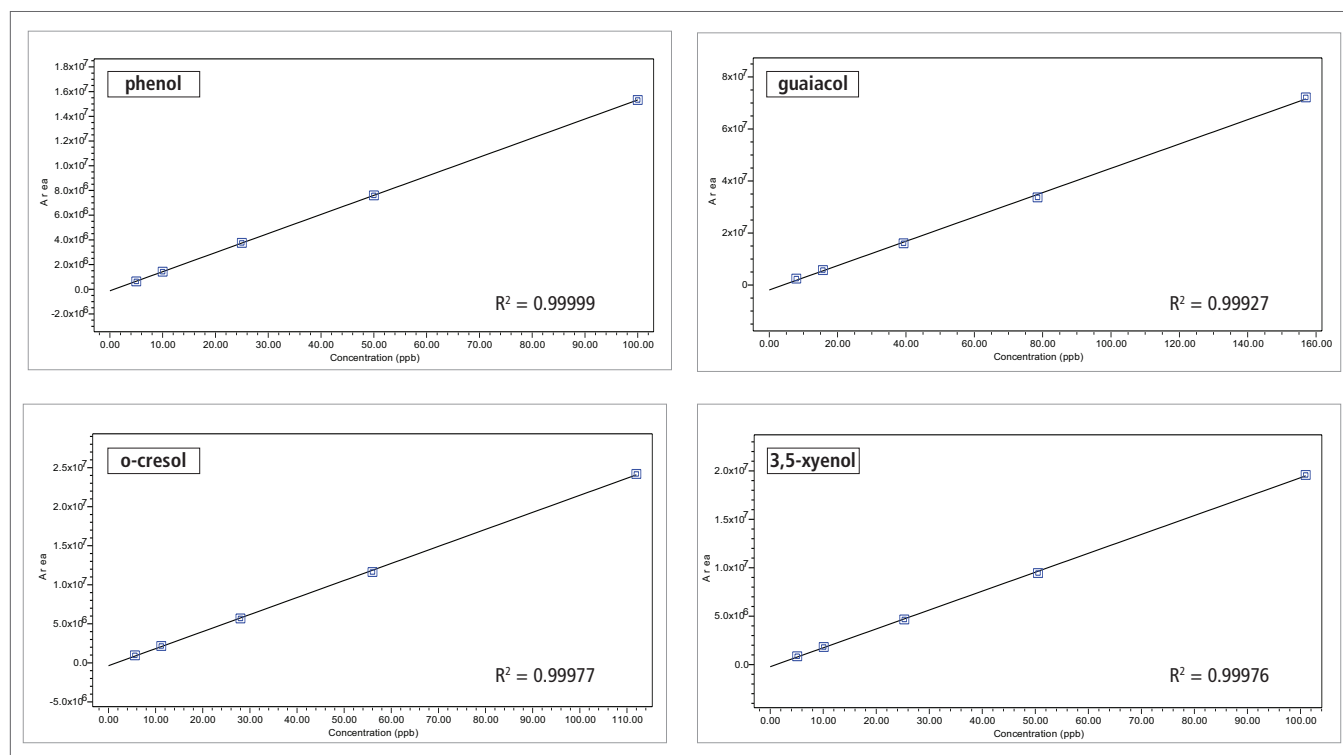 phenol
1.8x10⁷
1.6x10⁷
1.4x10⁷
1.2x10⁷
1.0x10⁷
8.0x10⁶
6.0x10⁶
4.0x10⁶
2.0x10⁶
0.0
-2.0x10⁶
Area
R² = 0.99999
0.00 10.00 20.00 30.00 40.00 50.00 60.00 70.00 80.00 90.00 100.00
Concentration (ppb)
guaiacol
8x10⁷
6x10⁷
4x10⁷
2x10⁷
0
Area
R² = 0.99927
0.00 20.00 40.00 60.00 80.00 100.00 120.00 140.00 160.00
Concentration (ppb)
o-cresol
2.5x10⁷
2.0x10⁷
1.5x10⁷
1.0x10⁷
5.0x10⁶
0.0
-5.0x10⁶
Area
R² = 0.99977
0.00 10.00 20.00 30.00 40.00 50.00 60.00 70.00 80.00 90.00 100.00 110.00
Concentration (ppb)
3,5-xyenol
2.0x10⁷
1.5x10⁷
1.0x10⁷
5.0x10⁶
0.0
Area
R² = 0.99976
0.00 10.00 20.00 30.00 40.00 50.00 60.00 70.00 80.00 90.00 100.00
Concentration (ppb)